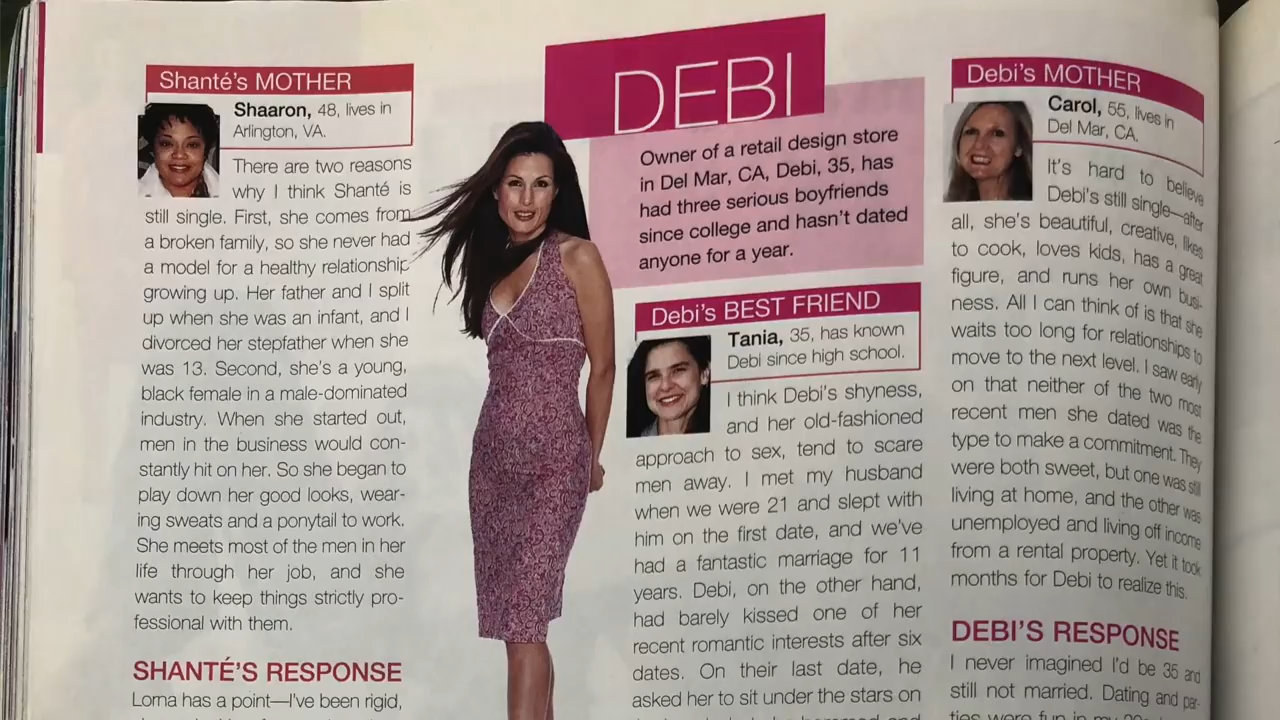 Shanté's MOTHER
Shaaron, 48, lives in
Arlington, VA.
There are two reasons
why I think Shanté is
still single. First, she comes from
a broken family, so she never had
a model for a healthy relationship
growing up. Her father and I split
up when she was an infant, and I
divorced her stepfather when she
was 13. Second, she's a young,
black female in a male-dominated
industry. When she started out,
men in the business would con-
stantly hit on her. So she began to
play down her good looks, wear-
ing sweats and a ponytail to work.
She meets most of the men in her
life through her job, and she
wants to keep things strictly pro-
fessional with them.
SHANTÉ'S RESPONSE
Lorna has a point—I've been rigid,
DEBI
Owner of a retail design store
in Del Mar, CA, Debi, 35, has
had three serious boyfriends
since college and hasn't dated
anyone for a year.
Debi's BEST FRIEND
Tania, 35, has known
Debi since high school.
I think Debi's shyness,
and her old-fashioned
approach to sex, tend to scare
men away. I met my husband
when we were 21 and slept with
him on the first date, and we've
had a fantastic marriage for 11
years. Debi, on the other hand,
had barely kissed one of her
recent romantic interests after six
dates. On their last date, he
asked her to sit under the stars on
Debi's MOTHER
Carol, 55, lives in
Del Mar, CA.
It's hard to believe
Debi's still single—after
all, she's beautiful, creative, likes
to cook, loves kids, has a great
figure, and runs her own busi-
ness. All I can think of is that she
waits too long for relationships to
move to the next level. I saw early
on that neither of the two most
recent men she dated was the
type to make a commitment. They
were both sweet, but one was still
living at home, and the other was
unemployed and living off income
from a rental property. Yet it took
months for Debi to realize this.
DEBI'S RESPONSE
I never imagined I'd be 35 and
still not married. Dating and par-
ties were fun in my 20s